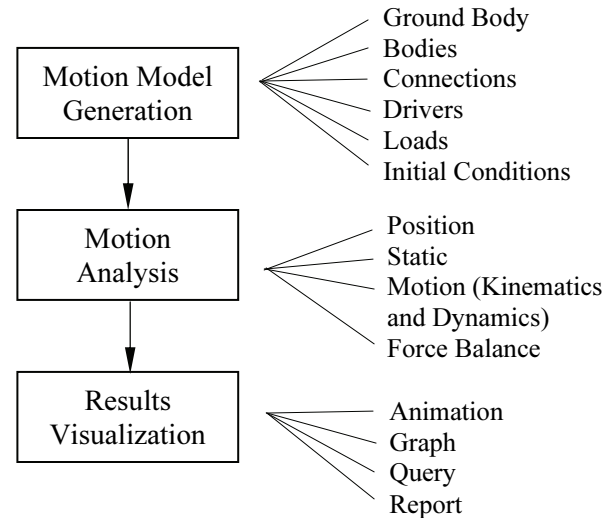 Motion Model
Generation
Ground Body
Bodies
Connections
Drivers
Loads
Initial Conditions
Motion
Analysis
Position
Static
Motion (Kinematics
and Dynamics)
Force Balance
Results
Visualization
Animation
Graph
Query
Report